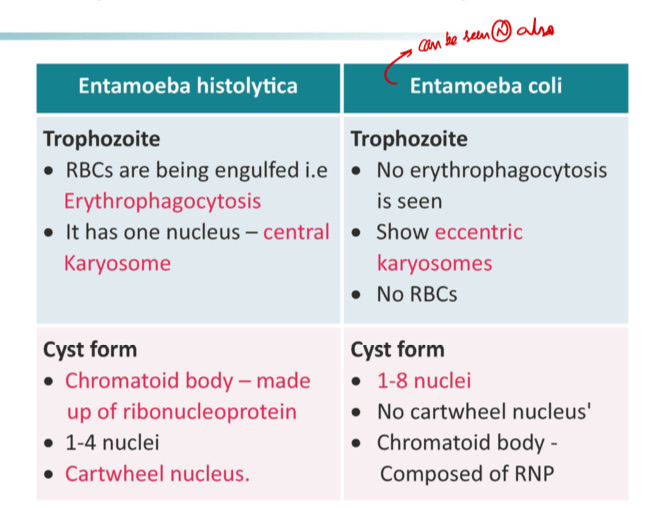 can be seen (N) also
Entamoeba histolytica
Entamoeba coli
Trophozoite
• RBCs are being engulfed i.e
Erythrophagocytosis
• It has one nucleus – central
Karyosome
Trophozoite
• No erythrophagocytosis
is seen
• Show eccentric
karyosomes
• No RBCs
Cyst form
• Chromatoid body – made
up of ribonucleoprotein
• 1-4 nuclei
• Cartwheel nucleus.
Cyst form
• 1-8 nuclei
• No cartwheel nucleus'
• Chromatoid body -
Composed of RNP